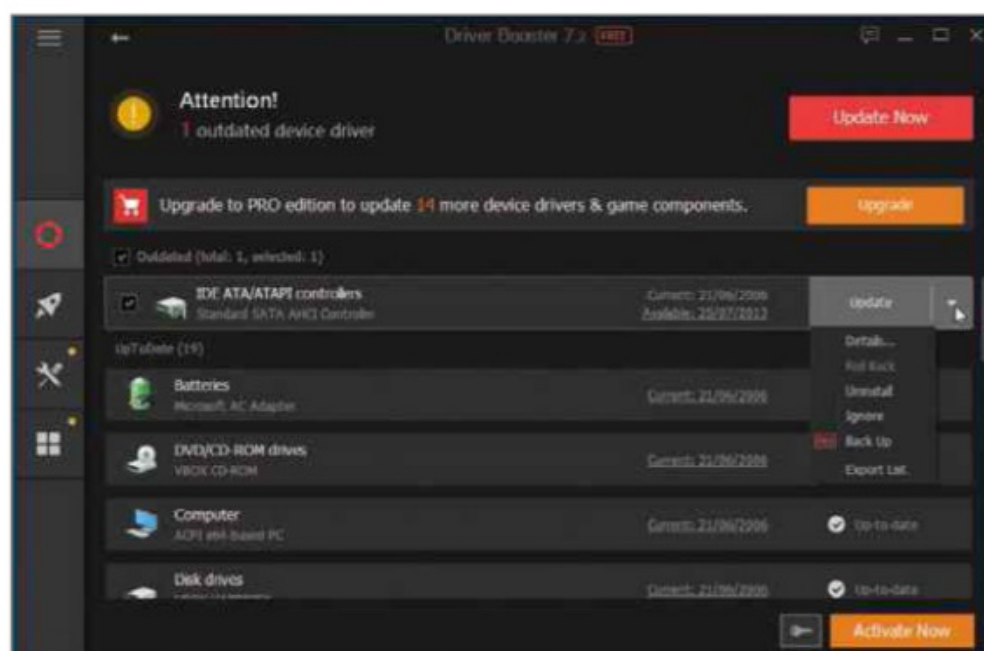 Driver Booster 7.2 FREE
Attention!
1 outdated device driver
Update Now
Upgrade to PRO edition to update 14 more device drivers & game components.
Upgrade
Outdated (total: 1, selected: 1)
IDE ATA/ATAPI controllers
Standard SATA AHCI Controller
Current: 21/06/2006
Available: 25/07/2013
Update
Details...
Roll Back
Uninstall
Ignore
PRO Back Up
Export List
UpToDate (19)
Batteries
Microsoft AC Adapter
Current: 21/06/2006
DVD/CD-ROM drives
VBOX CD-ROM
Current: 21/06/2006
Computer
ACPI x64-based PC
Current: 21/06/2006
Up-to-date
Disk drives
Current: 21/06/2006
Up-to-date
Activate Now